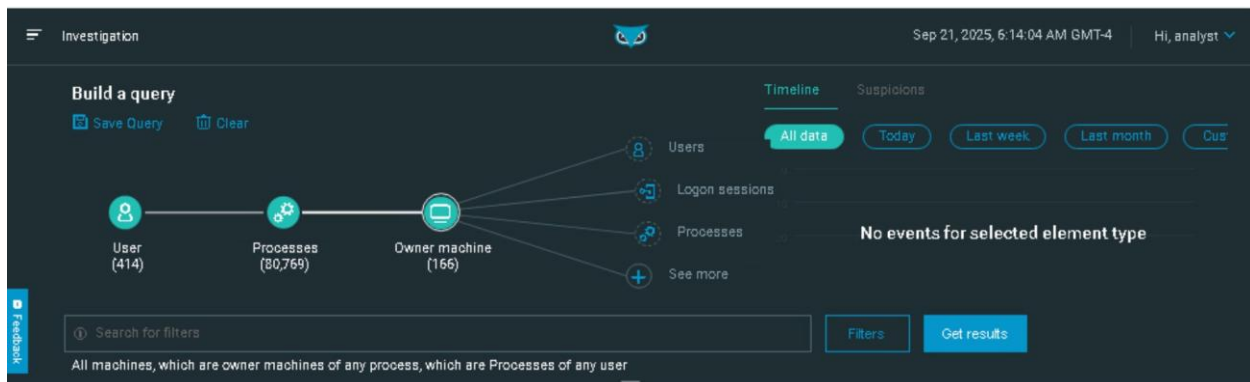 Investigation
Sep 21, 2025, 6:14:04 AM GMT-4
Hi, analyst
Build a query
Save Query
Clear
Timeline
Suspicions
All data
Today
Last week
Last month
Cus
Users
Logon sessions
Processes
See more
User
(414)
Processes
(80,769)
Owner machine
(166)
No events for selected element type
Feedback
Search for filters
Filters
Get results
All machines, which are owner machines of any process, which are Processes of any user